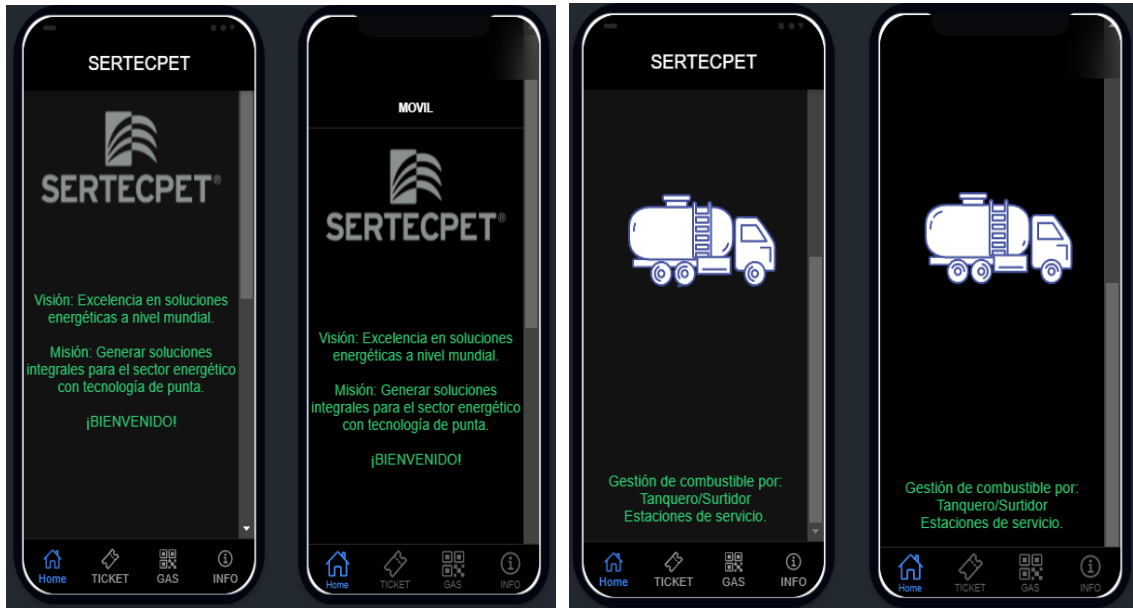 SERTECPET
SERTECPET®
Visión: Excelencia en soluciones
energéticas a nivel mundial.
Misión: Generar soluciones
integrales para el sector energético
con tecnología de punta.
¡BIENVENIDO!
Home TICKET GAS INFO
MOVIL
SERTECPET®
Visión: Excelencia en soluciones
energéticas a nivel mundial.
Misión: Generar soluciones
integrales para el sector energético
con tecnología de punta.
¡BIENVENIDO!
Home TICKET GAS INFO
SERTECPET
Gestión de combustible por:
Tanquero/Surtidor
Estaciones de servicio.
Home TICKET GAS INFO
Gestión de combustible por:
Tanquero/Surtidor
Estaciones de servicio.
Home TICKET GAS INFO